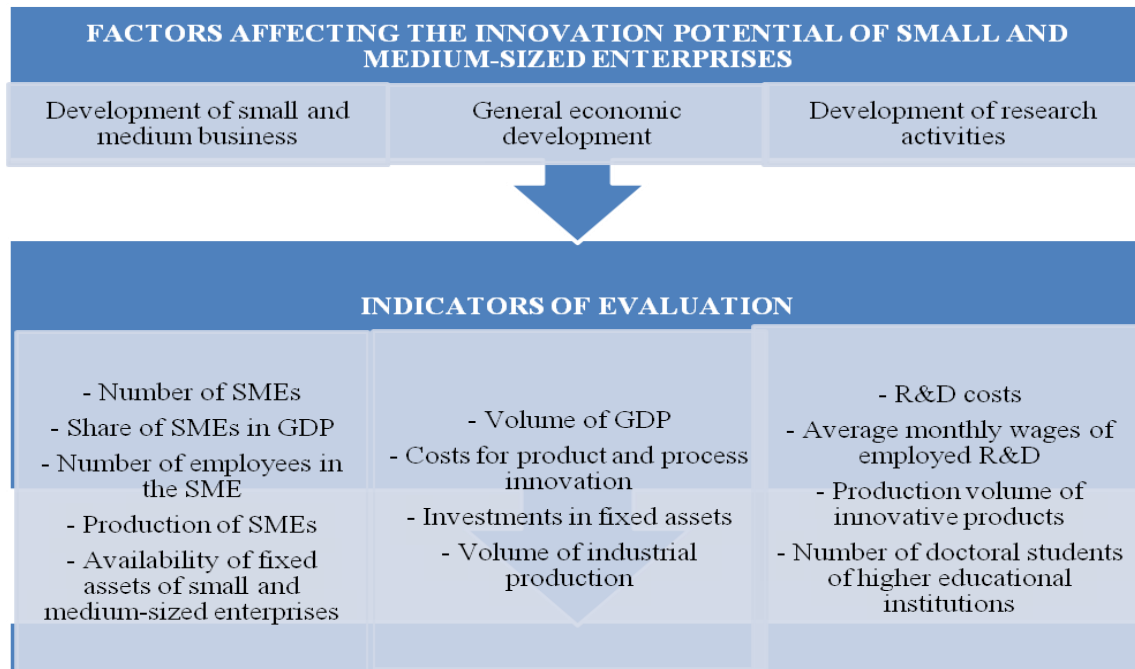 FACTORS AFFECTING THE INNOVATION POTENTIAL OF SMALL AND
MEDIUM-SIZED ENTERPRISES
Development of small and
medium business
General economic
development
Development of research
activities
INDICATORS OF EVALUATION
- Number of SMEs
- Share of SMEs in GDP
- Number of employees in
the SME
- Production of SMEs
- Availability of fixed
assets of small and
medium-sized enterprises
- Volume of GDP
- Costs for product and process
innovation
- Investments in fixed assets
- Volume of industrial
production
- R&D costs
- Average monthly wages of
employed R&D
- Production volume of
innovative products
- Number of doctoral students
of higher educational
institutions